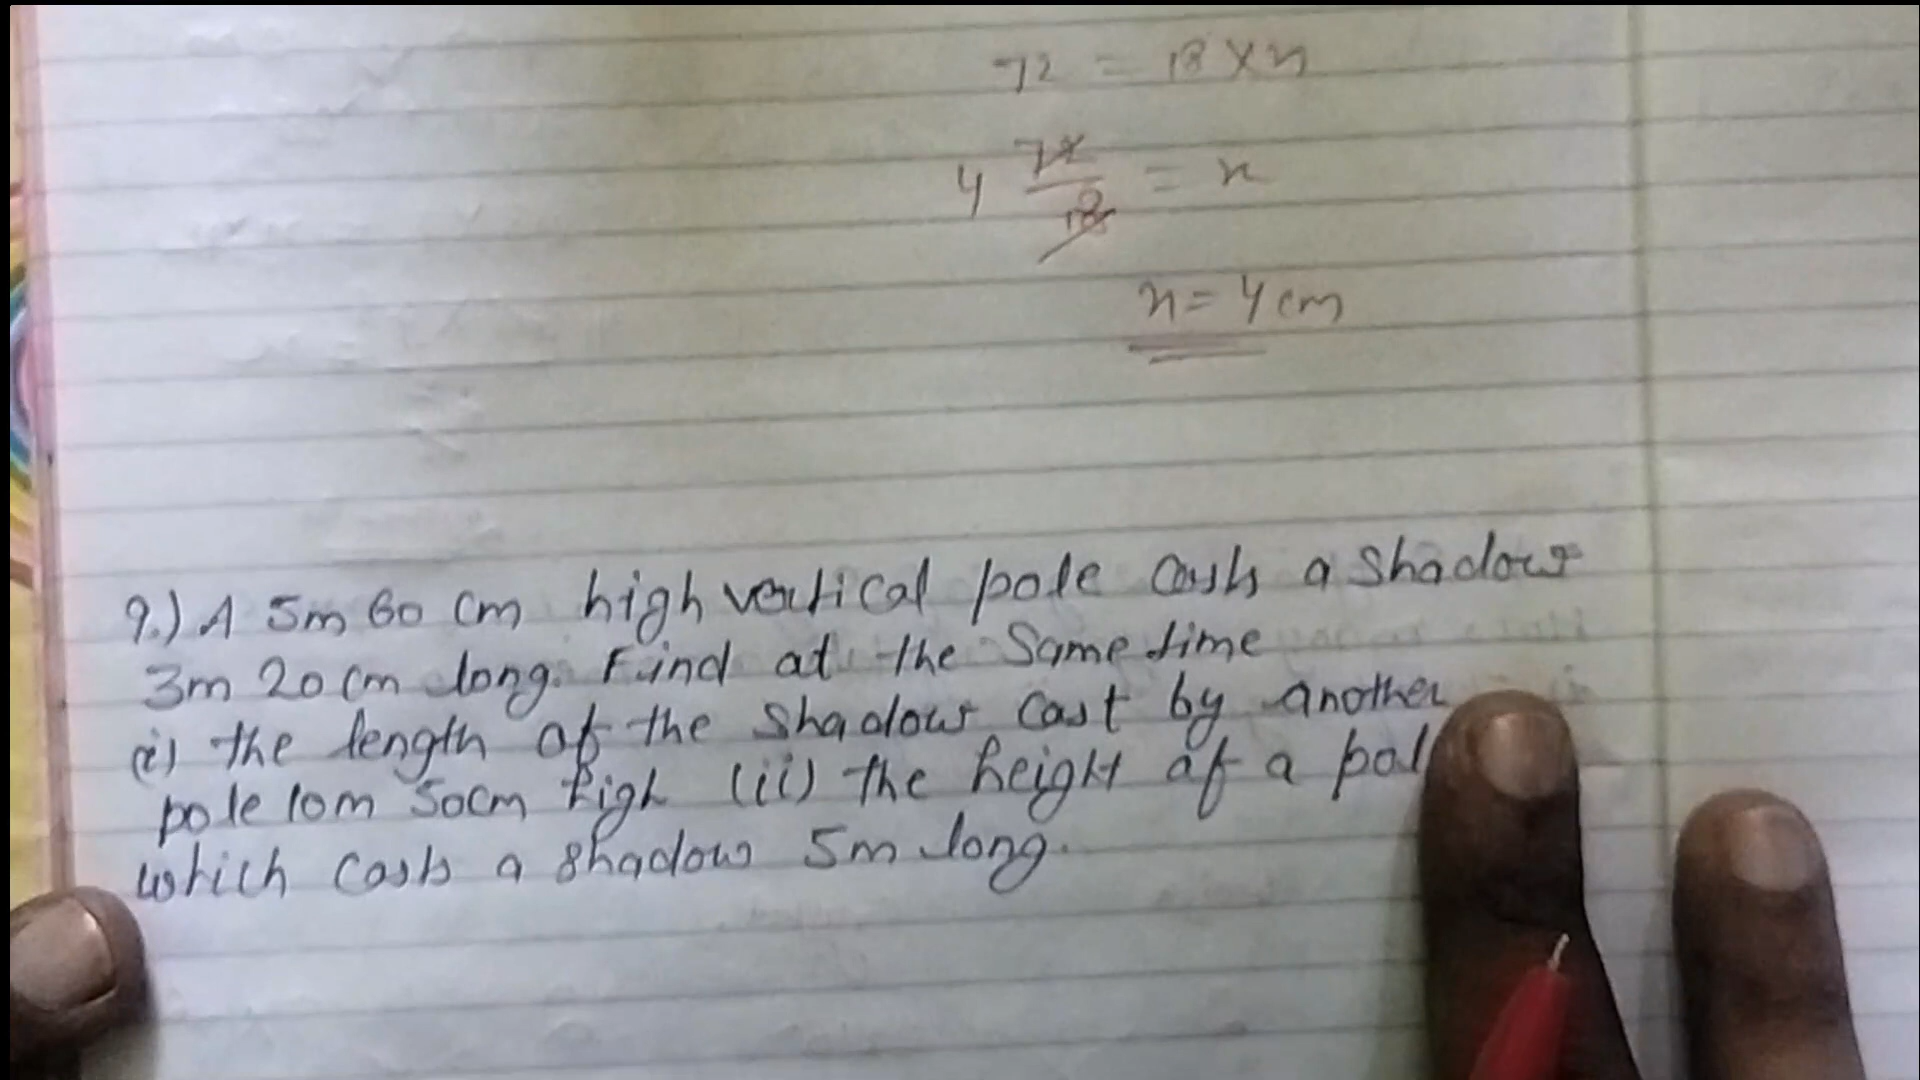 72 = 18 × n
4 72/18 = n
n = 4 cm
9.) A 5m 60 cm high vertical pole casts a shadow
3m 20 cm long. Find at the same time
(i) the length of the shadow cast by another
pole 10m 50cm high (ii) the height of a pol
which casts a shadow 5m long.